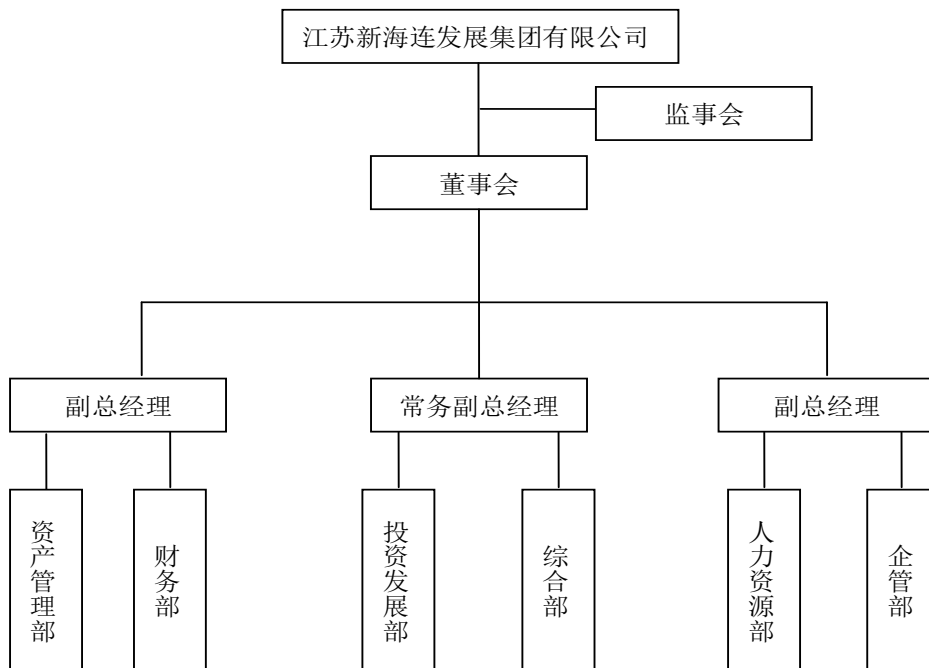 江苏新海连发展集团有限公司
监事会
董事会
副总经理
常务副总经理
副总经理
资产管理部
财务部
投资发展部
综合部
人力资源部
企管部